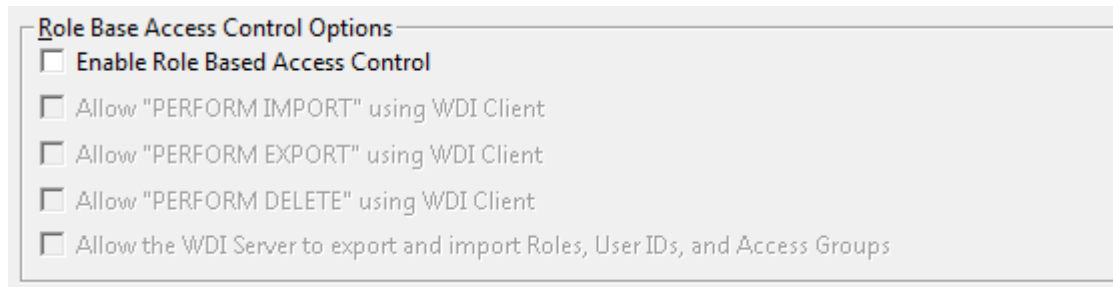 Role Base Access Control Options
Enable Role Based Access Control
Allow "PERFORM IMPORT" using WDI Client
Allow "PERFORM EXPORT" using WDI Client
Allow "PERFORM DELETE" using WDI Client
Allow the WDI Server to export and import Roles, User IDs, and Access Groups